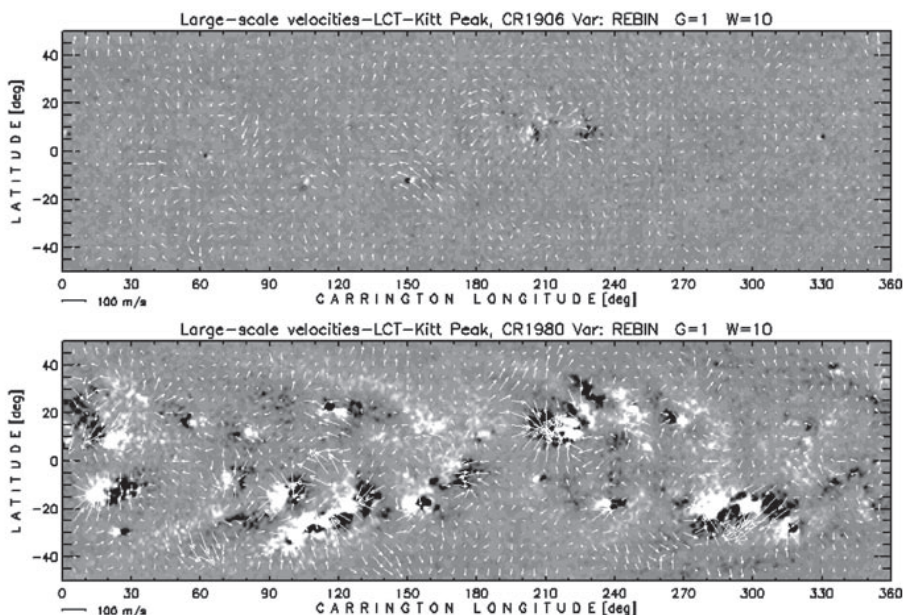 Large-scale velocities-LCT-Kitt Peak, CR1906 Var: REBIN G=1 W=10
LATITUDE[deg]
40
20
0
-20
-40
0 30 60 90 120 150 180 210 240 270 300 330 360
100 m/s CARRINGTON LONGITUDE[deg]
Large-scale velocities-LCT-Kitt Peak, CR1980 Var: REBIN G=1 W=10
LATITUDE[deg]
40
20
0
-20
-40
0 30 60 90 120 150 180 210 240 270 300 330 360
100 m/s CARRINGTON LONGITUDE[deg]